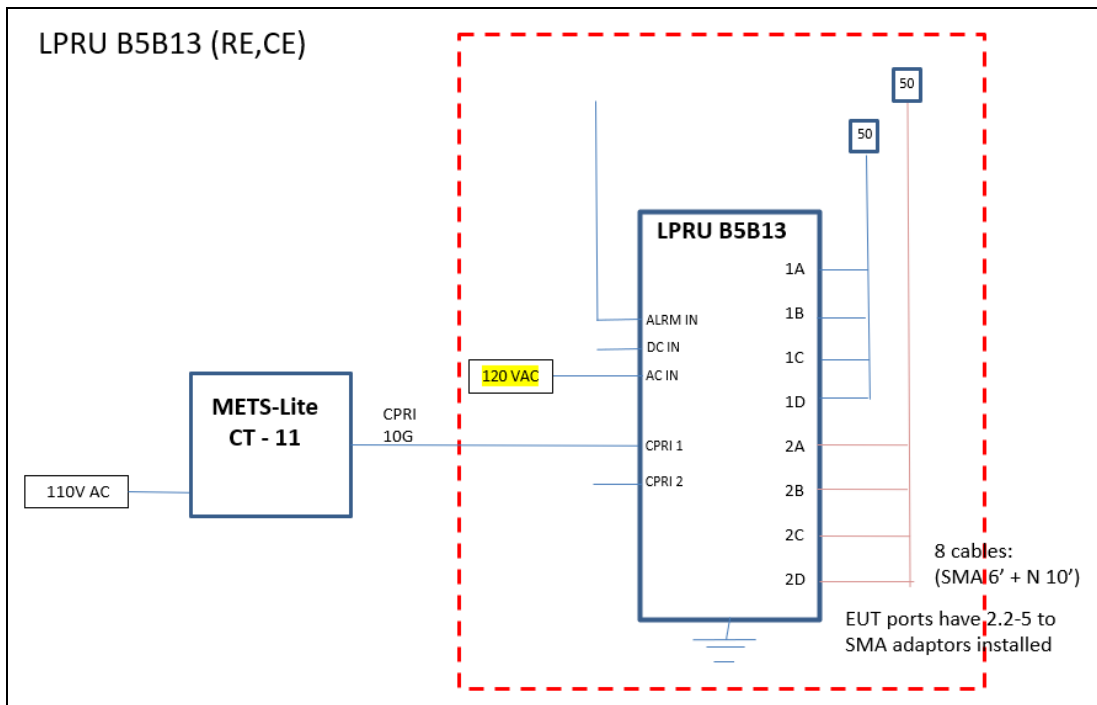 LPRU B5B13 (RE,CE)
50
50
LPRU B5B13
1A
1B
1C
1D
2A
2B
2C
2D
ALRM IN
DC IN
AC IN
CPRI 1
CPRI 2
120 VAC
METS-Lite
CT - 11
CPRI
10G
110V AC
8 cables:
(SMA 6’ + N 10’)
EUT ports have 2.2-5 to
SMA adaptors installed